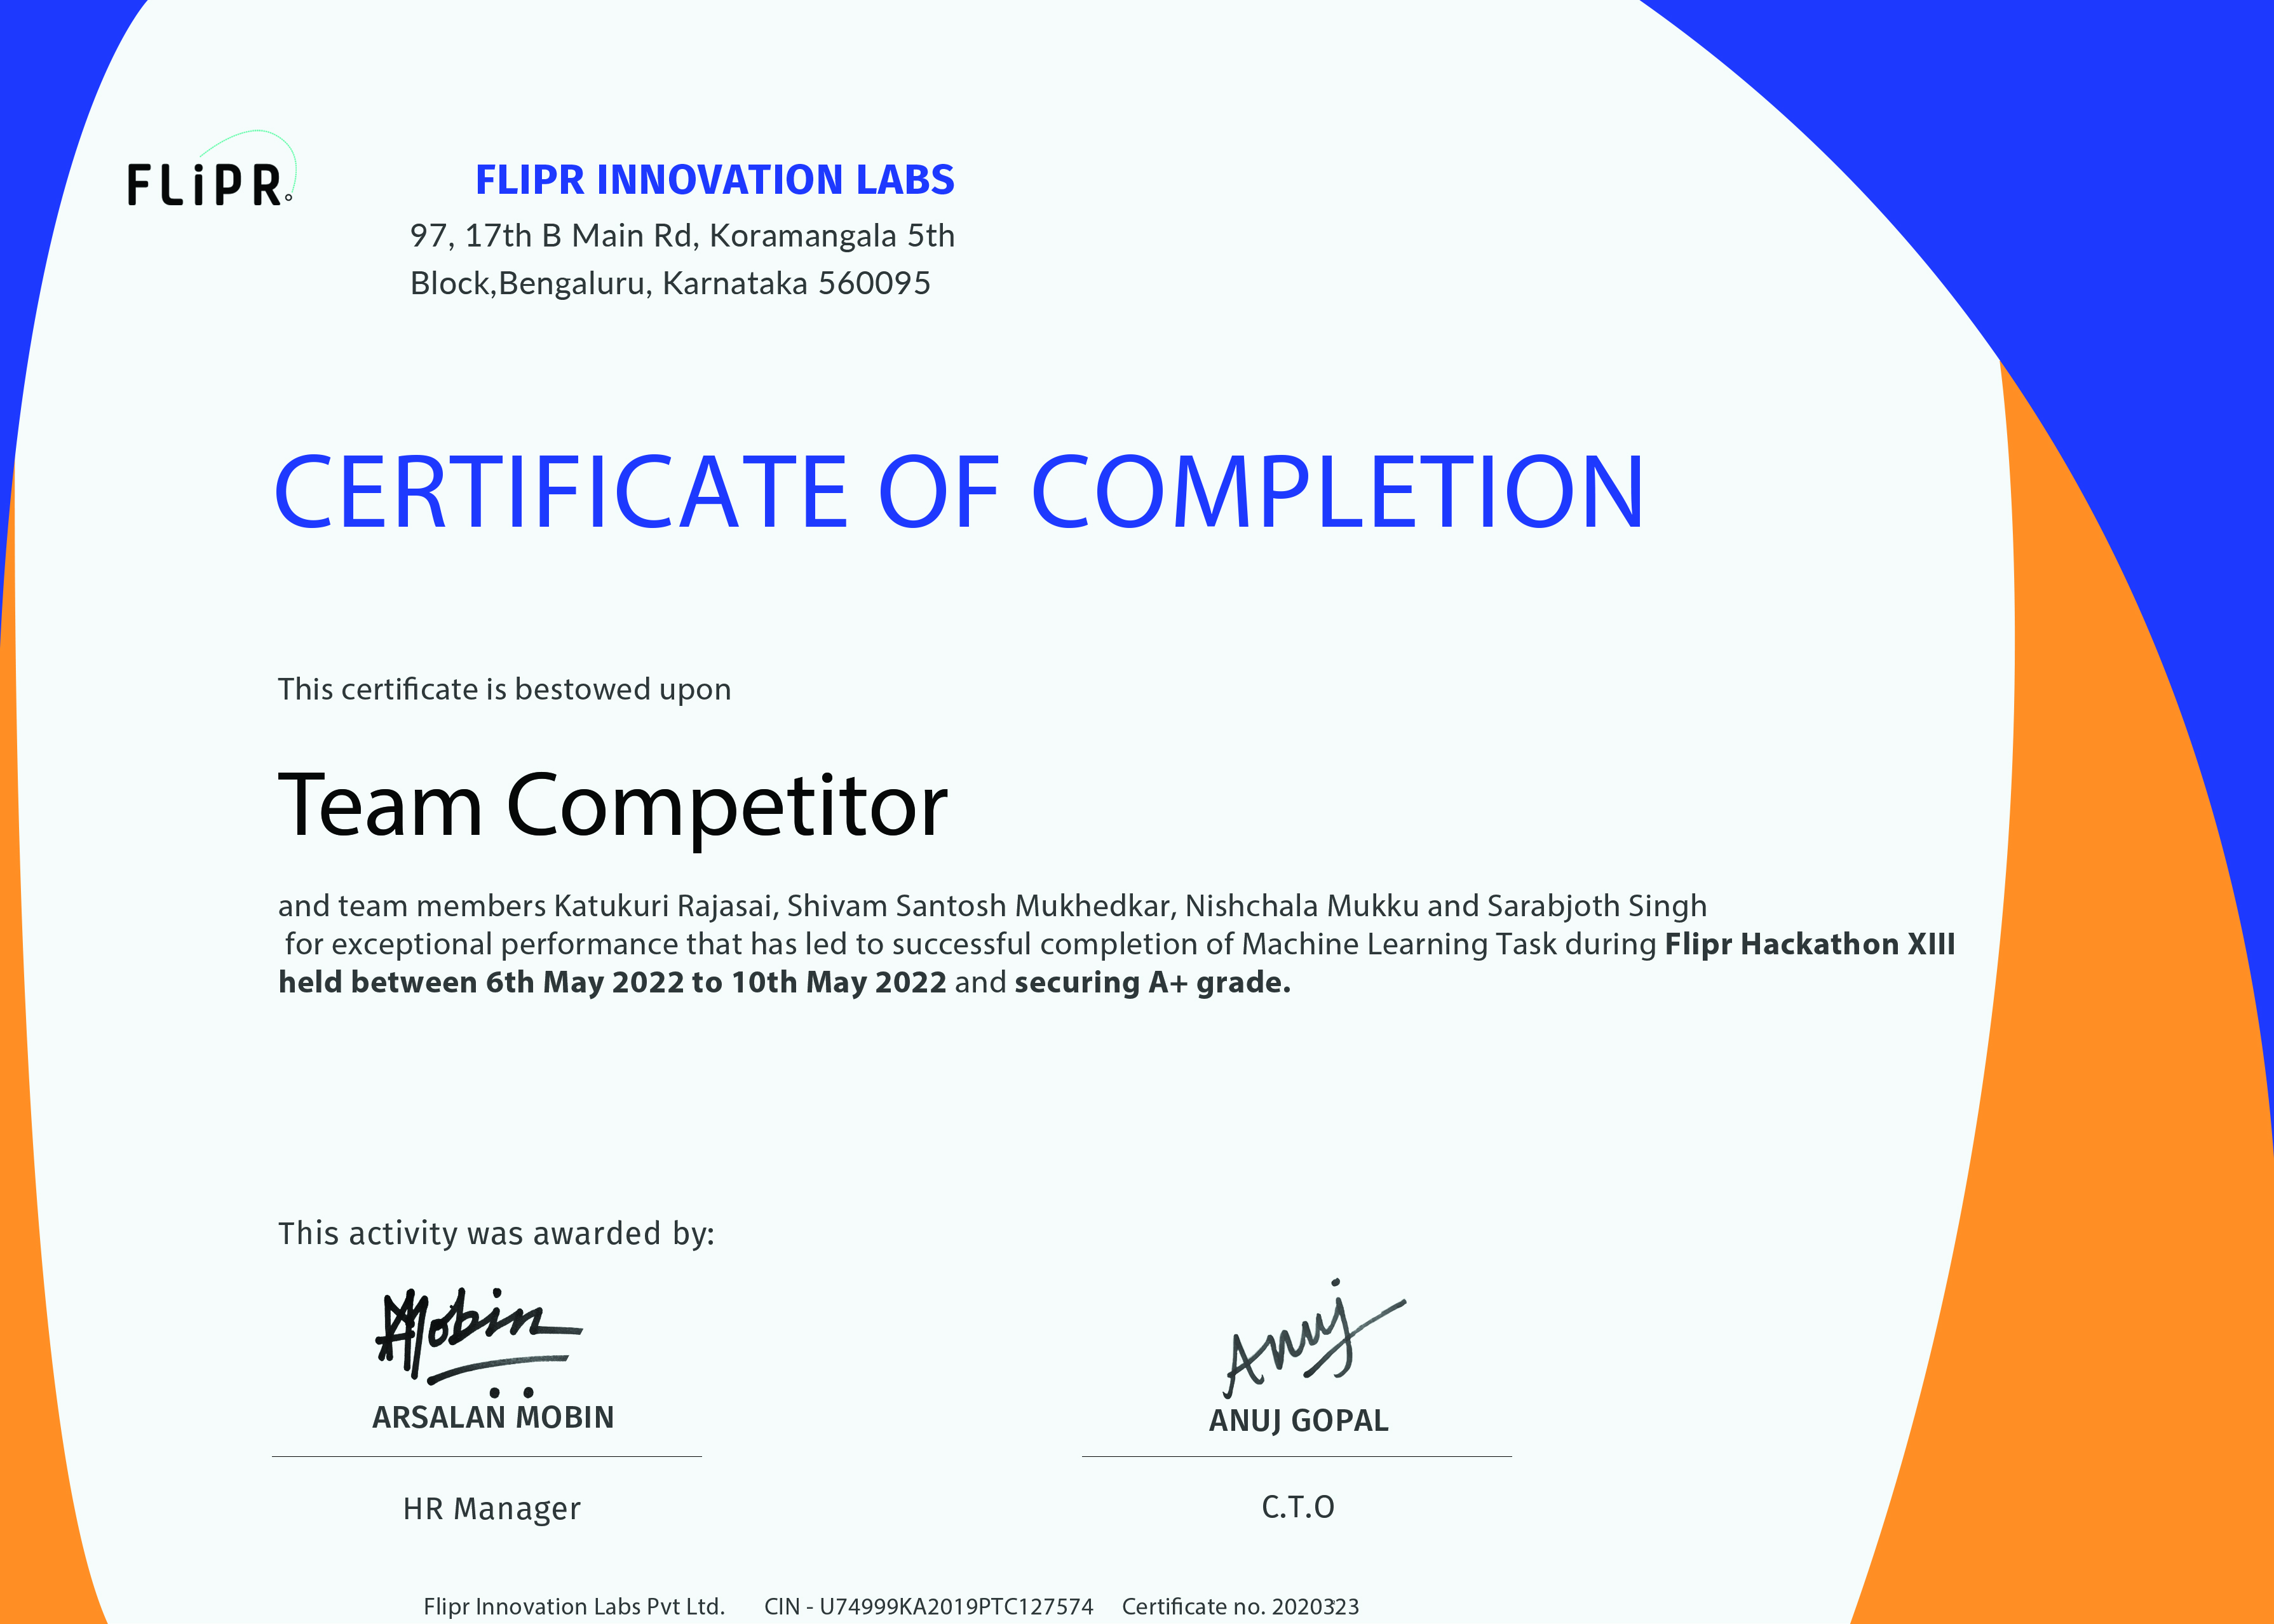 FLiPR
FLIPR INNOVATION LABS
97, 17th B Main Rd, Koramangala 5th
Block,Bengaluru, Karnataka 560095
CERTIFICATE OF COMPLETION
This certificate is bestowed upon
Team Competitor
and team members Katukuri Rajasai, Shivam Santosh Mukhedkar, Nishchala Mukku and Sarabjoth Singh
for exceptional performance that has led to successful completion of Machine Learning Task during Flipr Hackathon XIII
held between 6th May 2022 to 10th May 2022 and securing A+ grade.
This activity was awarded by:
AMobin Anuj
ARSALAN MOBIN ANUJ GOPAL
HR Manager C.T.O
Flipr Innovation Labs Pvt Ltd. CIN - U74999KA2019PTC127574 Certificate no. 2020323